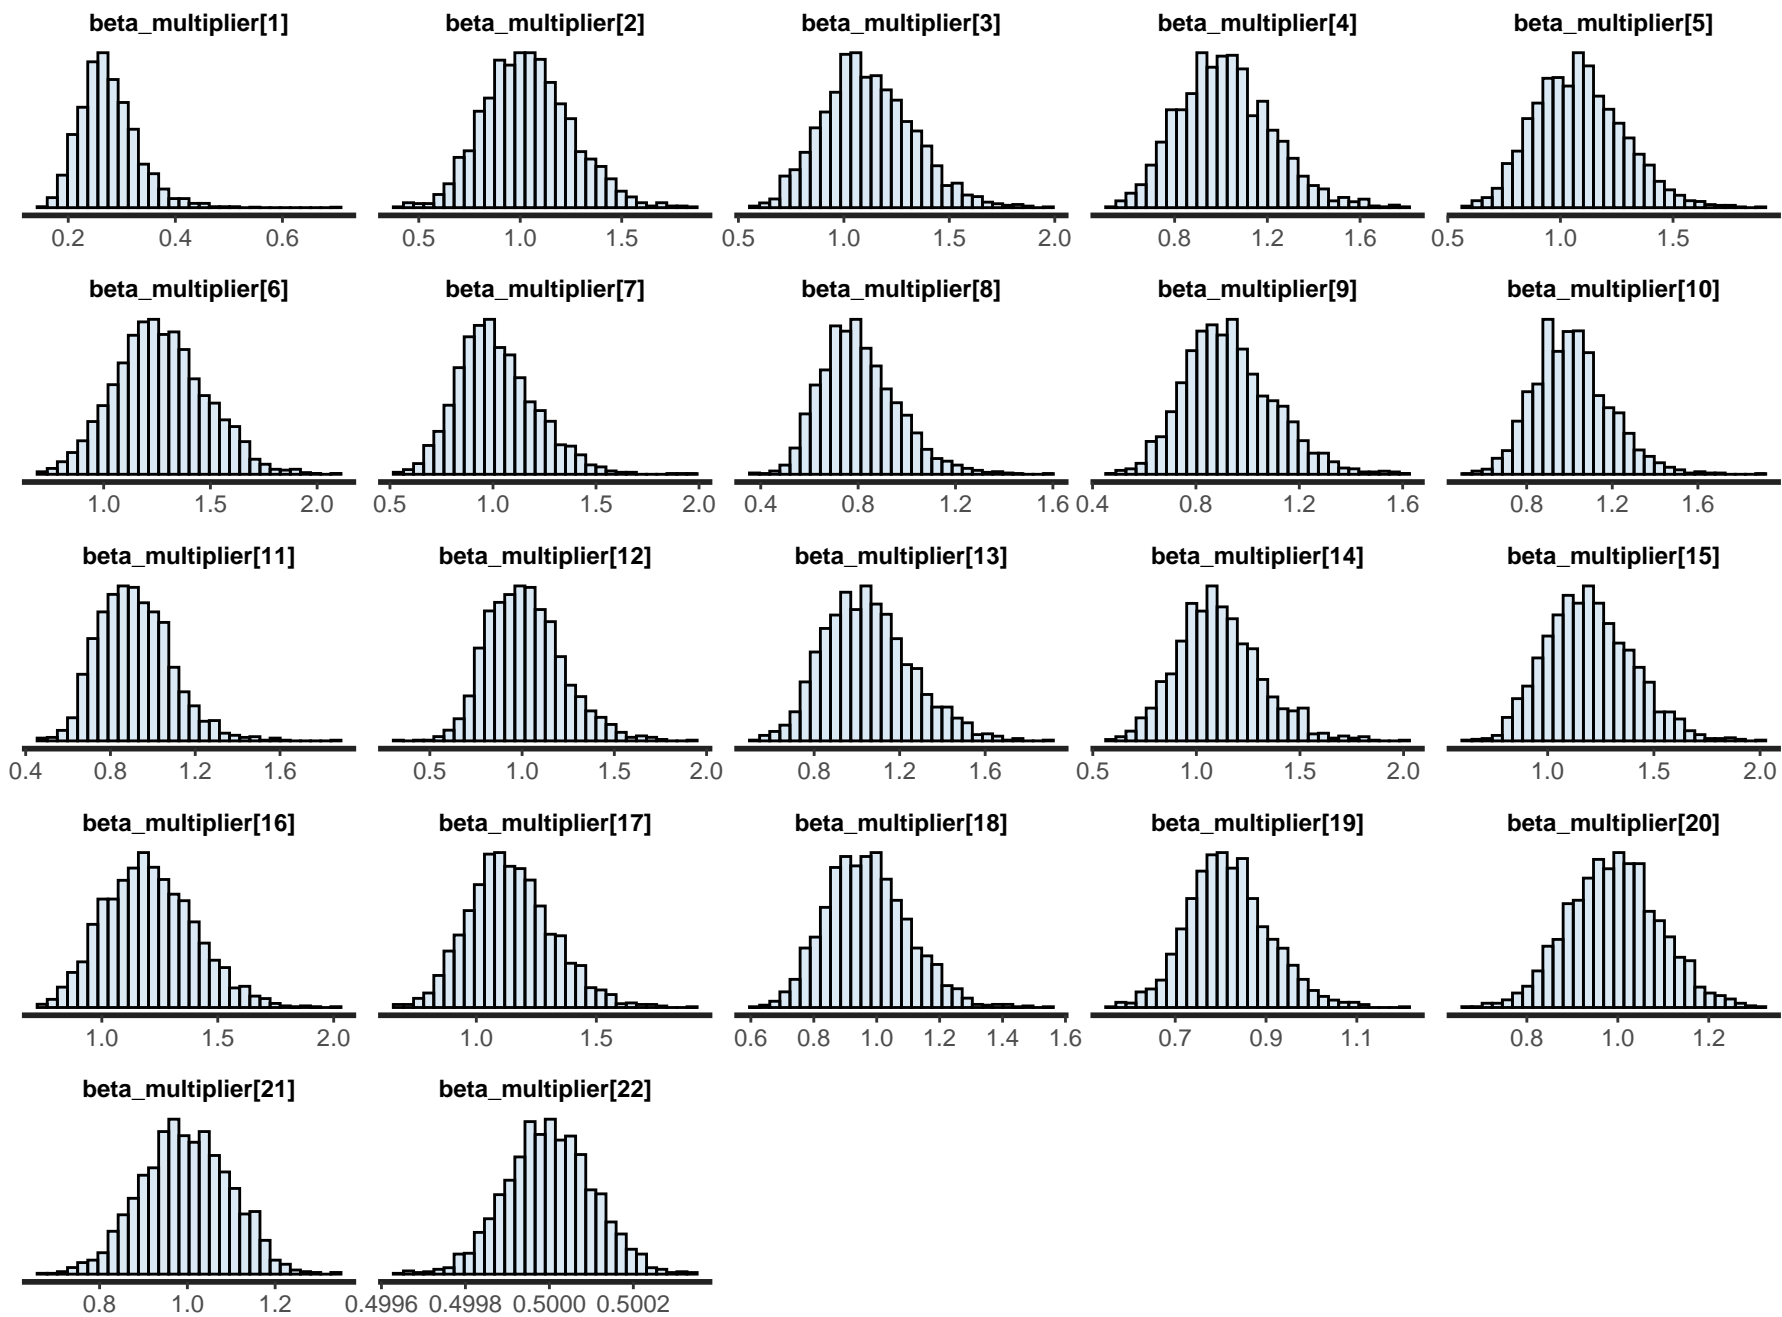 beta_multiplier[1] beta_multiplier[2] beta_multiplier[3] beta_multiplier[4] beta_multiplier[5]
0.2 0.4 0.6 0.5 1.0 1.5 0.5 1.0 1.5 2.0 0.8 1.2 1.6 0.5 1.0 1.5
beta_multiplier[6] beta_multiplier[7] beta_multiplier[8] beta_multiplier[9] beta_multiplier[10]
1.0 1.5 2.0 0.5 1.0 1.5 2.0 0.4 0.8 1.2 1.6 0.4 0.8 1.2 1.6 0.8 1.2 1.6
beta_multiplier[11] beta_multiplier[12] beta_multiplier[13] beta_multiplier[14] beta_multiplier[15]
0.4 0.8 1.2 1.6 0.5 1.0 1.5 2.0 0.8 1.2 1.6 0.5 1.0 1.5 2.0 1.0 1.5 2.0
beta_multiplier[16] beta_multiplier[17] beta_multiplier[18] beta_multiplier[19] beta_multiplier[20]
1.0 1.5 2.0 1.0 1.5 0.6 0.8 1.0 1.2 1.4 1.6 0.7 0.9 1.1 0.8 1.0 1.2
beta_multiplier[21] beta_multiplier[22]
0.8 1.0 1.2 0.4996 0.4998 0.5000 0.5002